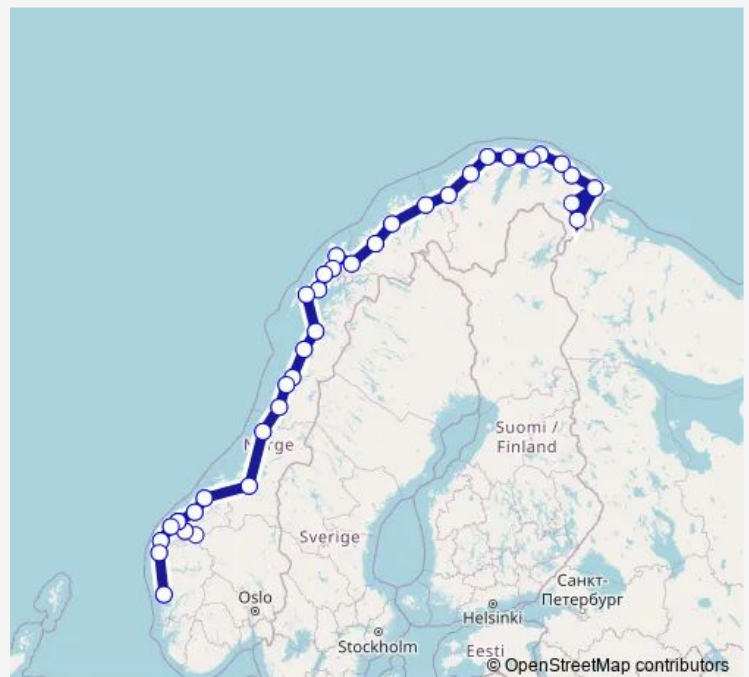 Suomi /
Finland
Sverige
Oslo
Санкт-
Петербург
Helsinki
Stockholm
Eesti
© OpenStreetMap contributors